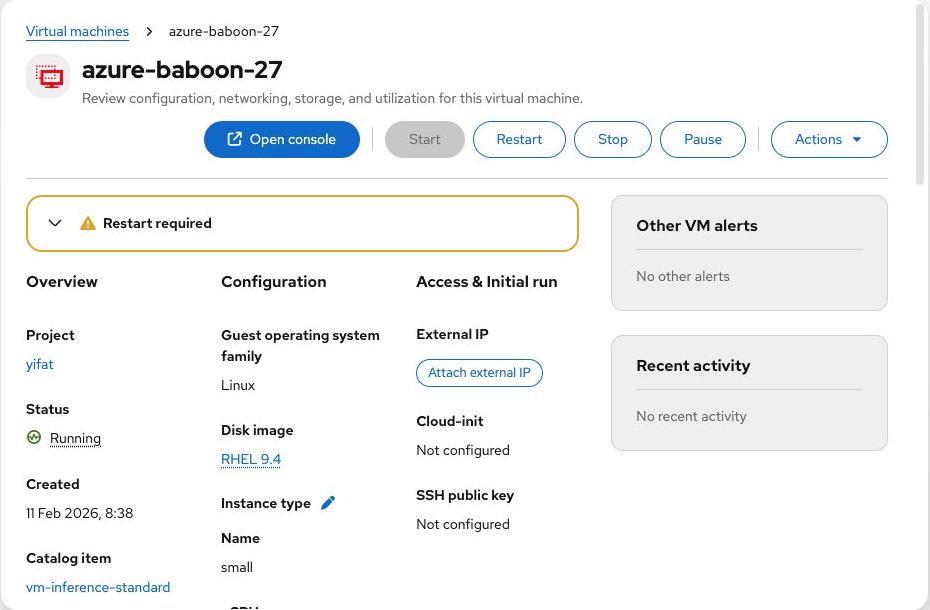 Virtual machines > azure-baboon-27
azure-baboon-27
Review configuration, networking, storage, and utilization for this virtual machine.
Open console
Start
Restart
Stop
Pause
Actions
Restart required
Overview
Project
yifat
Status
Running
Created
11 Feb 2026, 8:38
Catalog item
vm-inference-standard
Configuration
Guest operating system
family
Linux
Disk image
RHEL 9.4
Instance type
Name
small
Access & Initial run
External IP
Attach external IP
Cloud-init
Not configured
SSH public key
Not configured
Other VM alerts
No other alerts
Recent activity
No recent activity